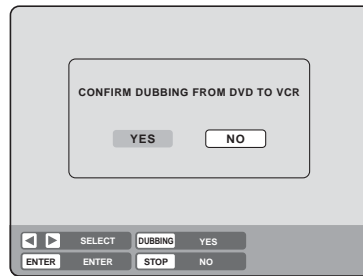 CONFIRM DUBBING FROM DVD TO VCR
YES NO
SELECT DUBBING YES
ENTER ENTER STOP NO